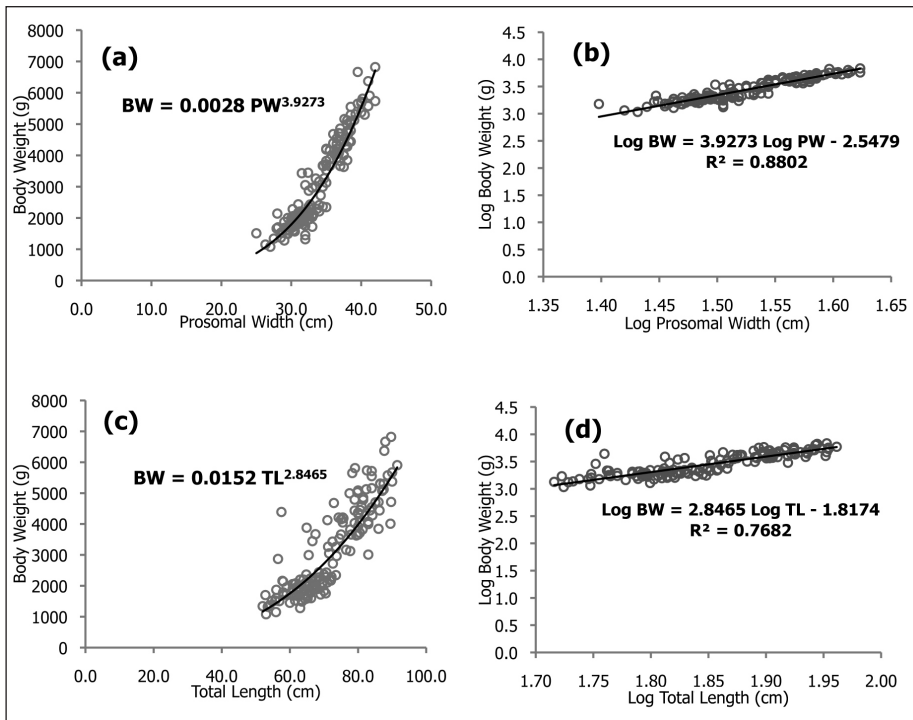 (a)
BW = 0.0028 PW^3.9273
Body Weight (g)
8000
7000
6000
5000
4000
3000
2000
1000
0
0.0 10.0 20.0 30.0 40.0 50.0
Prosomal Width (cm)
(b)
Log BW = 3.9273 Log PW - 2.5479
R² = 0.8802
Log Body Weight (g)
4.5
4.0
3.5
3.0
2.5
2.0
1.5
1.0
0.5
0.0
1.35 1.40 1.45 1.50 1.55 1.60 1.65
Log Prosomal Width (cm)
(c)
BW = 0.0152 TL^2.8465
Body Weight (g)
8000
7000
6000
5000
4000
3000
2000
1000
0
0.0 20.0 40.0 60.0 80.0 100.0
Total Length (cm)
(d)
Log BW = 2.8465 Log TL - 1.8174
R² = 0.7682
Log Body Weight (g)
4.5
4.0
3.5
3.0
2.5
2.0
1.5
1.0
0.5
0.0
1.70 1.75 1.80 1.85 1.90 1.95 2.00
Log Total Length (cm)